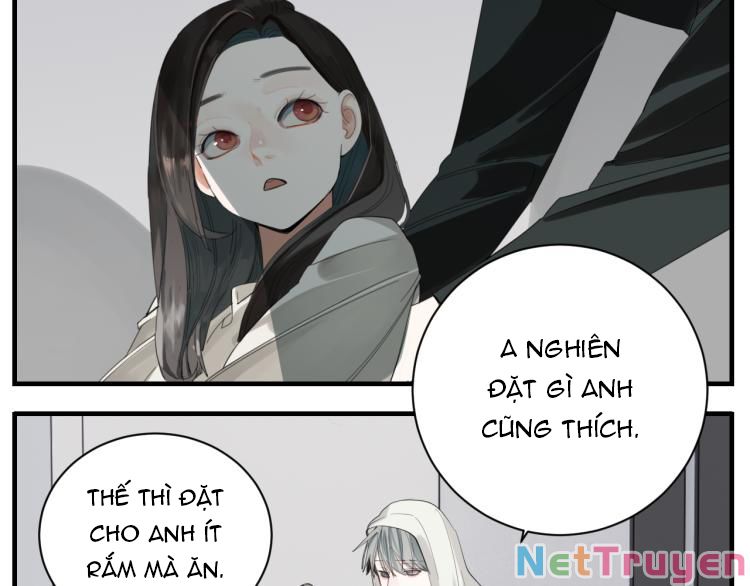 A NGHIÊN
ĐẶT GÌ ANH
CŨNG THÍCH.
THẾ THÌ ĐẶT
CHO ANH ÍT
RẮM MÀ ĂN.
NetTruyen